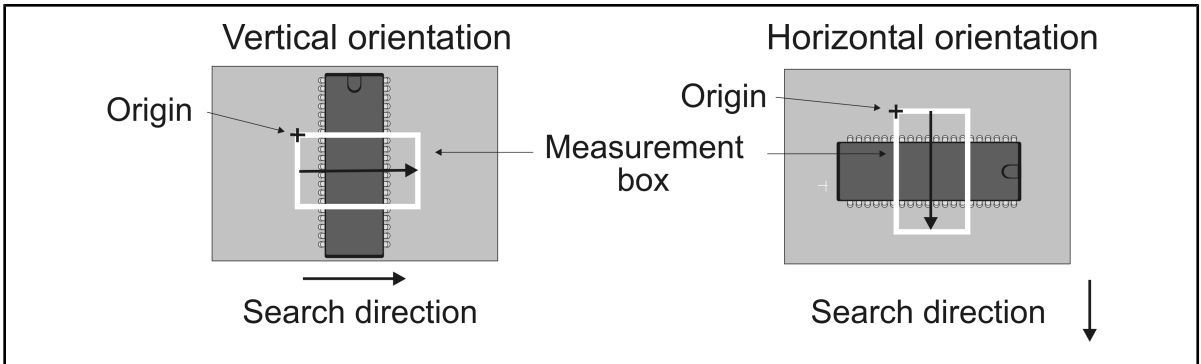 Vertical orientation
Horizontal orientation
Origin
Origin
Measurement
box
Search direction
Search direction